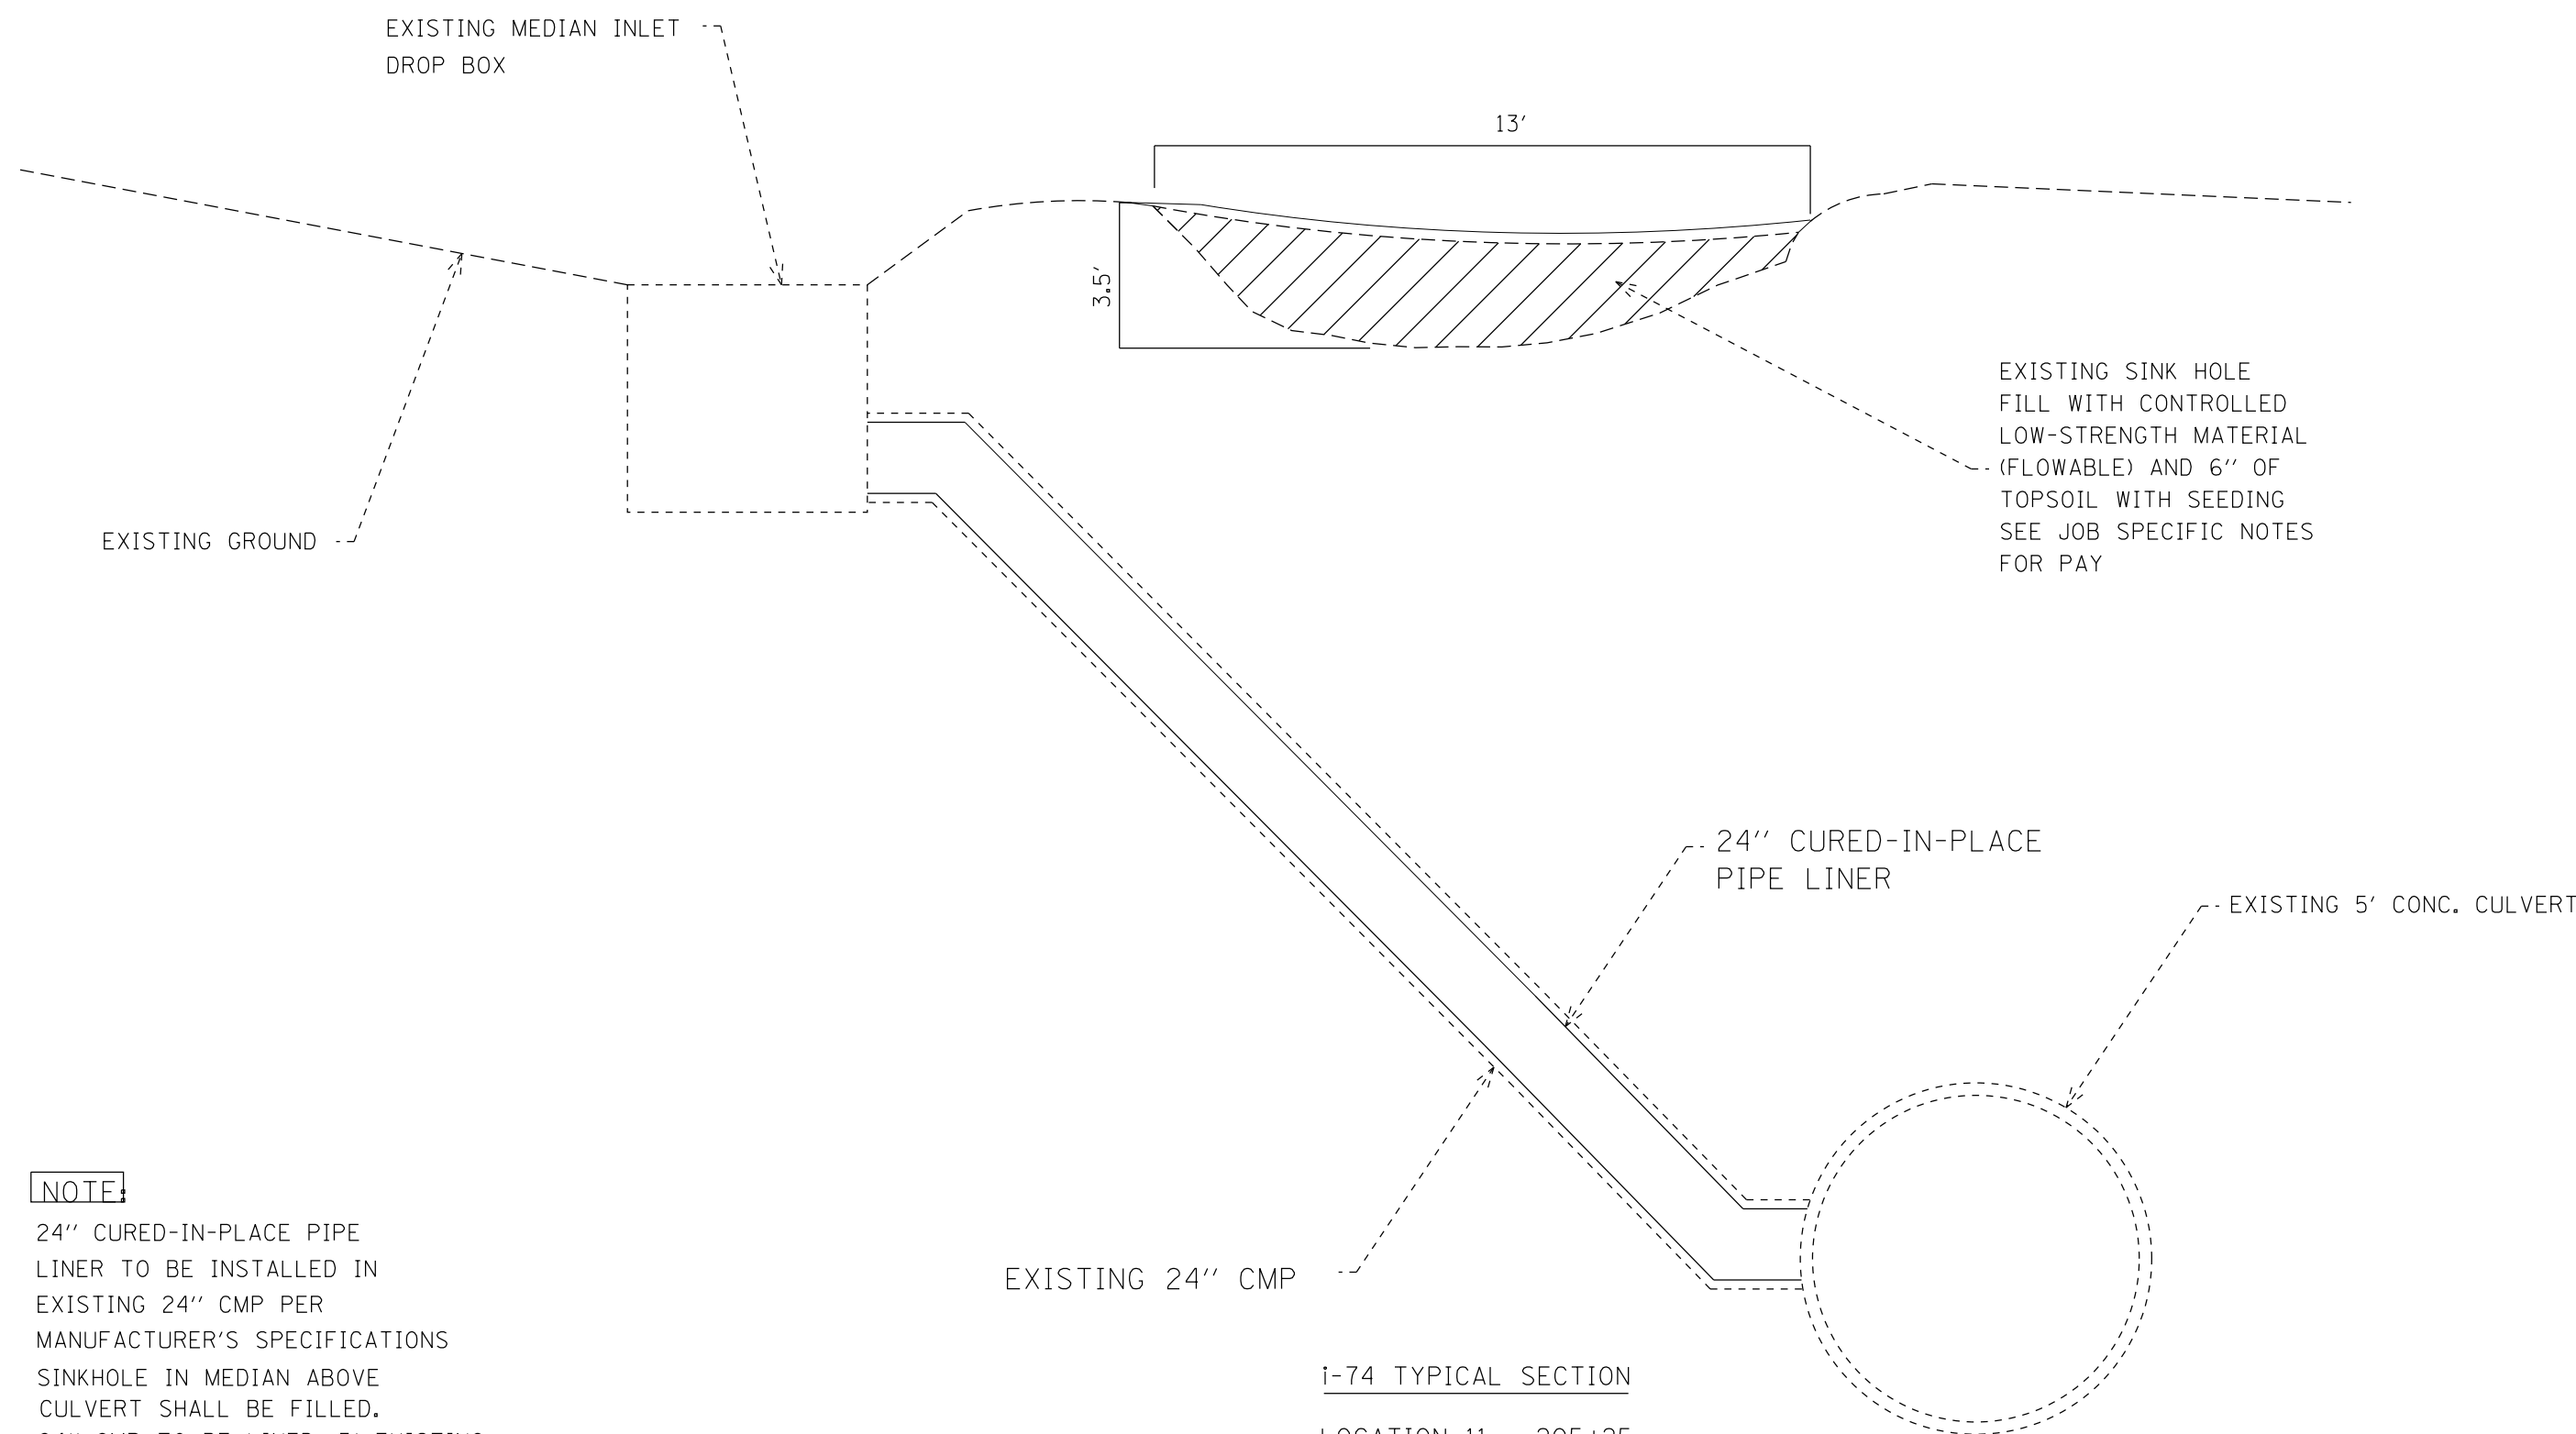 EXISTING MEDIAN INLET
DROP BOX
13'
3.5'
EXISTING SINK HOLE
FILL WITH CONTROLLED
LOW-STRENGTH MATERIAL
(FLOWABLE) AND 6'' OF
TOPSOIL WITH SEEDING
SEE JOB SPECIFIC NOTES
FOR PAY
EXISTING GROUND
24'' CURED-IN-PLACE
PIPE LINER
EXISTING 5' CONC. CULVERT
EXISTING 24'' CMP
NOTE:
24'' CURED-IN-PLACE PIPE
LINER TO BE INSTALLED IN
EXISTING 24'' CMP PER
MANUFACTURER'S SPECIFICATIONS
SINKHOLE IN MEDIAN ABOVE
CULVERT SHALL BE FILLED.
i-74 TYPICAL SECTION
LOCATION 11